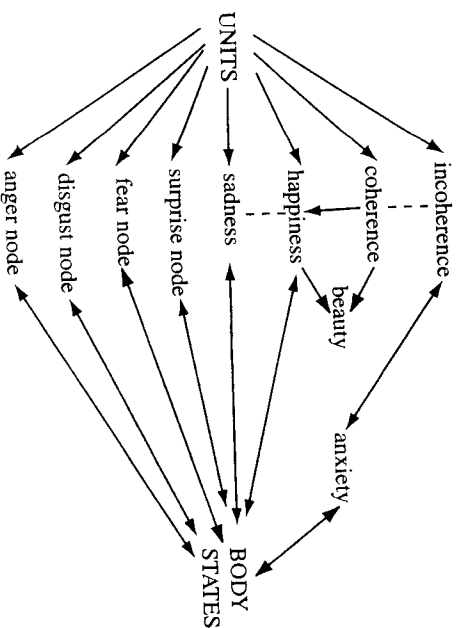 UNITS
incoherence
coherence
happiness
sadness
surprise node
fear node
disgust node
anger node
beauty
anxiety
BODY
STATES